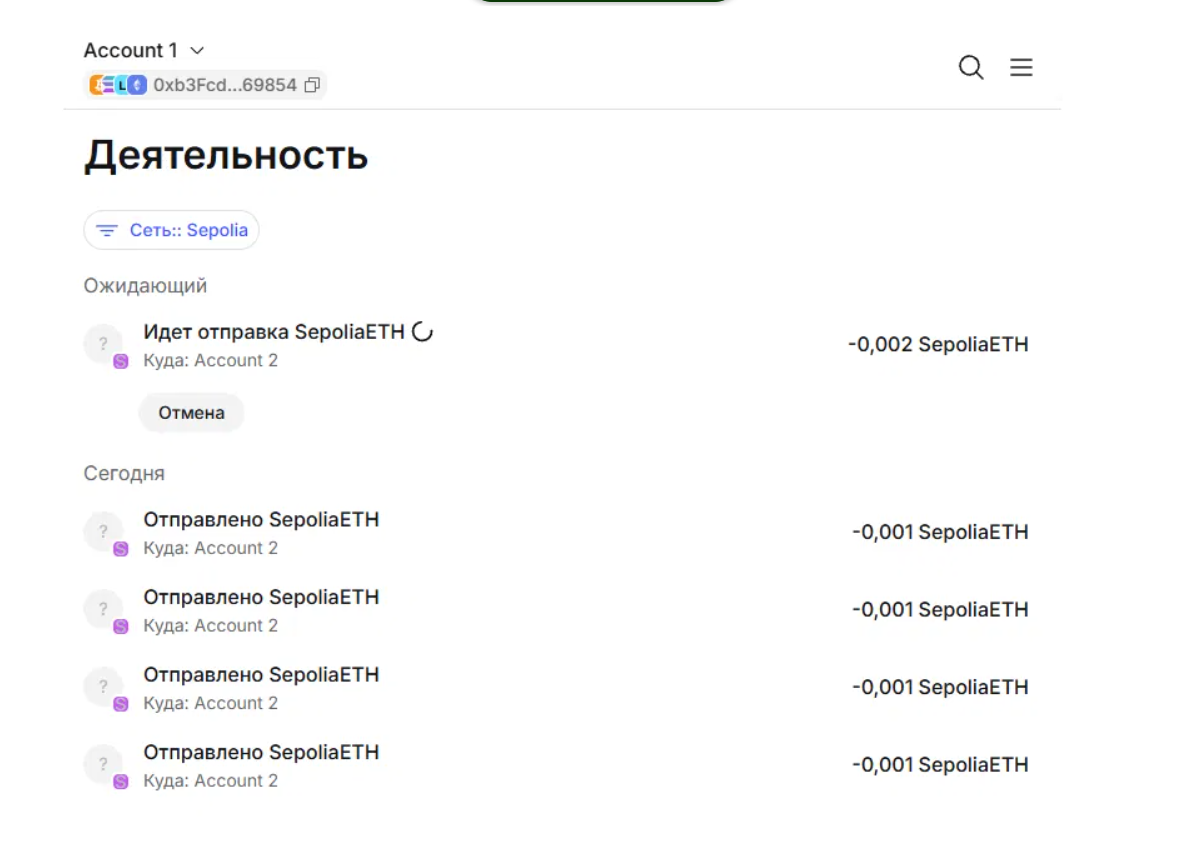 Account 1
0xb3Fcd...69854
Деятельность
Сеть:: Sepolia
Ожидающий
Идет отправка SepoliaETH
Куда: Account 2
-0,002 SepoliaETH
Отмена
Сегодня
Отправлено SepoliaETH
Куда: Account 2
-0,001 SepoliaETH
Отправлено SepoliaETH
Куда: Account 2
-0,001 SepoliaETH
Отправлено SepoliaETH
Куда: Account 2
-0,001 SepoliaETH
Отправлено SepoliaETH
Куда: Account 2
-0,001 SepoliaETH